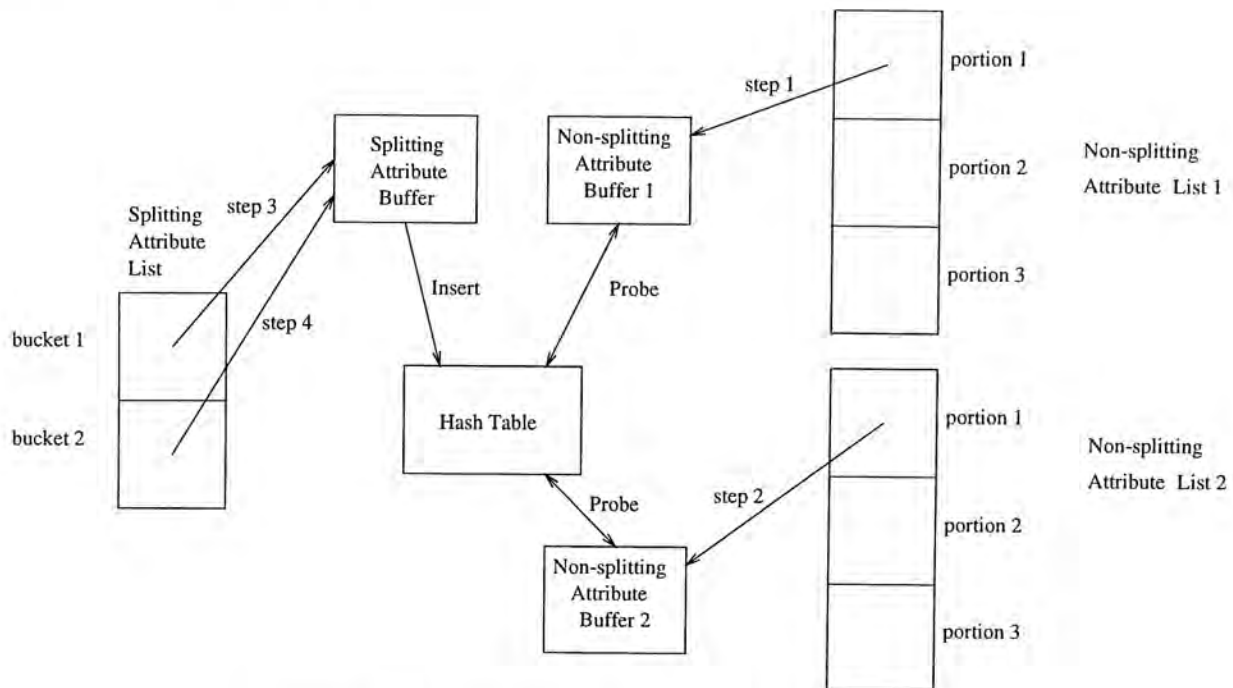 portion 1
step 1
Splitting
Attribute
Buffer
Non-splitting
Attribute
Buffer 1
portion 2
Non-splitting
Attribute List 1
step 3
Splitting
Attribute
List
portion 3
Insert
Probe
step 4
bucket 1
bucket 2
Hash Table
portion 1
Non-splitting
Attribute List 2
step 2
Probe
portion 2
Non-splitting
Attribute
Buffer 2
portion 3